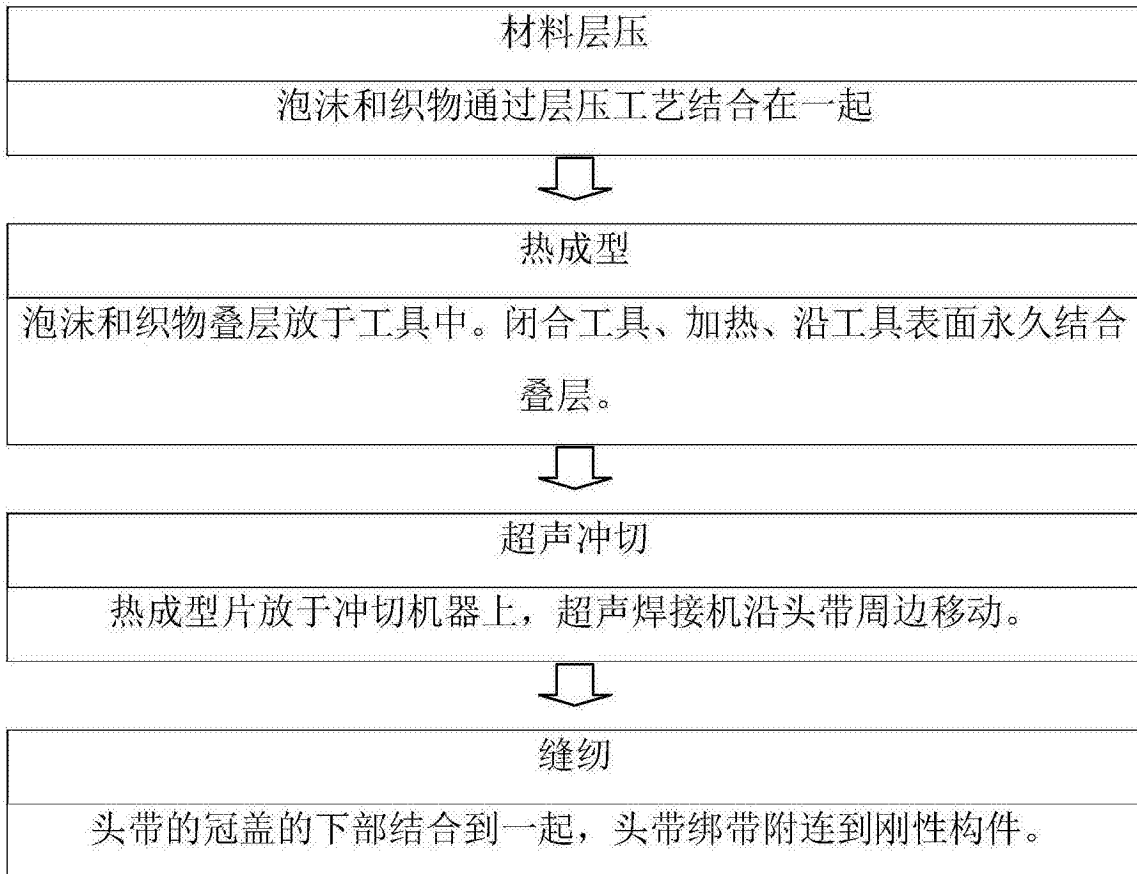 材料层压
泡沫和织物通过层压工艺结合在一起
热成型
泡沫和织物叠层放于工具中。闭合工具、加热、沿工具表面永久结合
叠层。
超声冲切
热成型片放于冲切机器上，超声焊接机沿头带周边移动。
缝纫
头带的冠盖的下部结合到一起，头带绑带附连到刚性构件。